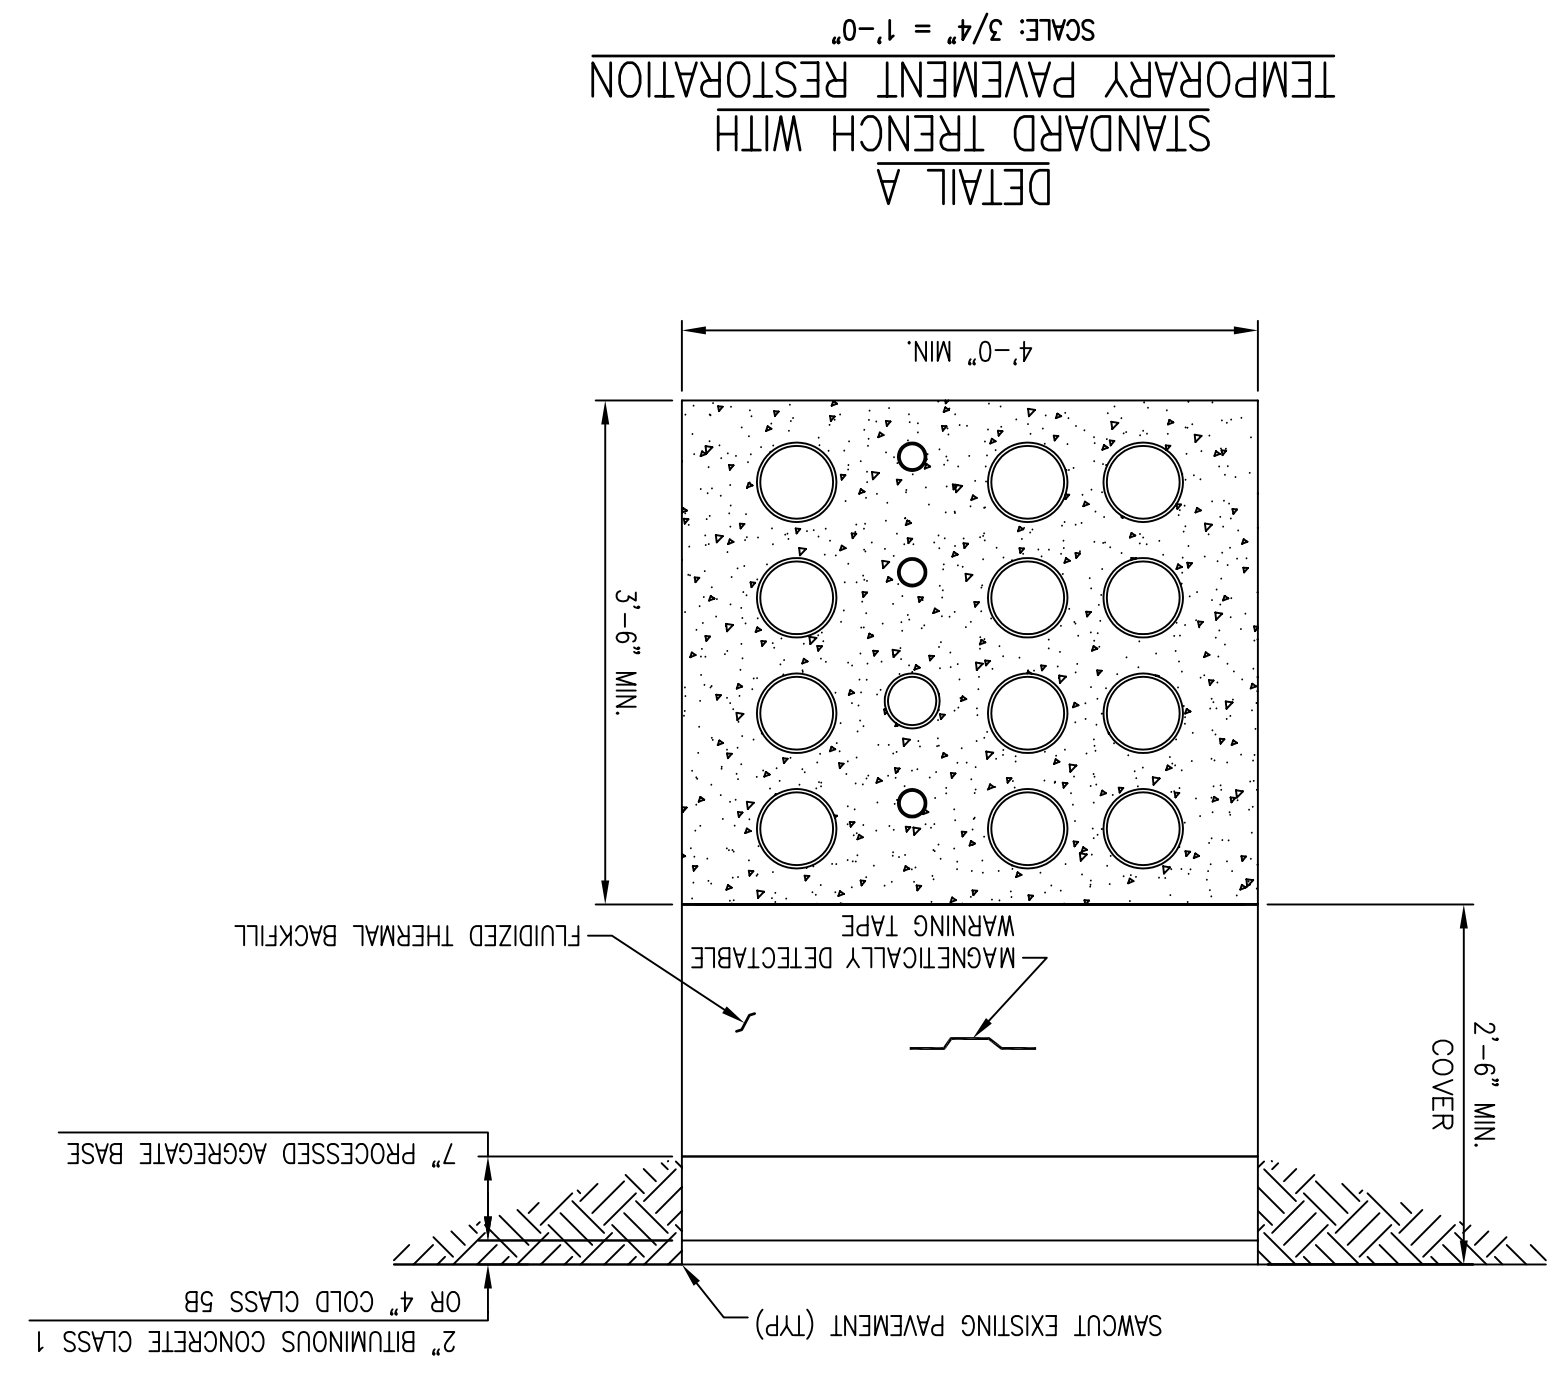 SAWCUT EXISTING PAVEMENT (TYP)
2" BITUMINOUS CONCRETE CLASS 1
OR 4" COLD CLASS 5B
7" PROCESSED AGGREGATE BASE
2'-6" MIN.
COVER
MAGNETICALLY DETECTABLE
WARNING TAPE
FLUIDIZED THERMAL BACKFILL
3'-6" MIN.
4'-0" MIN.
DETAIL A
STANDARD TRENCH WITH
TEMPORARY PAVEMENT RESTORATION
SCALE: 3/4" = 1'-0"